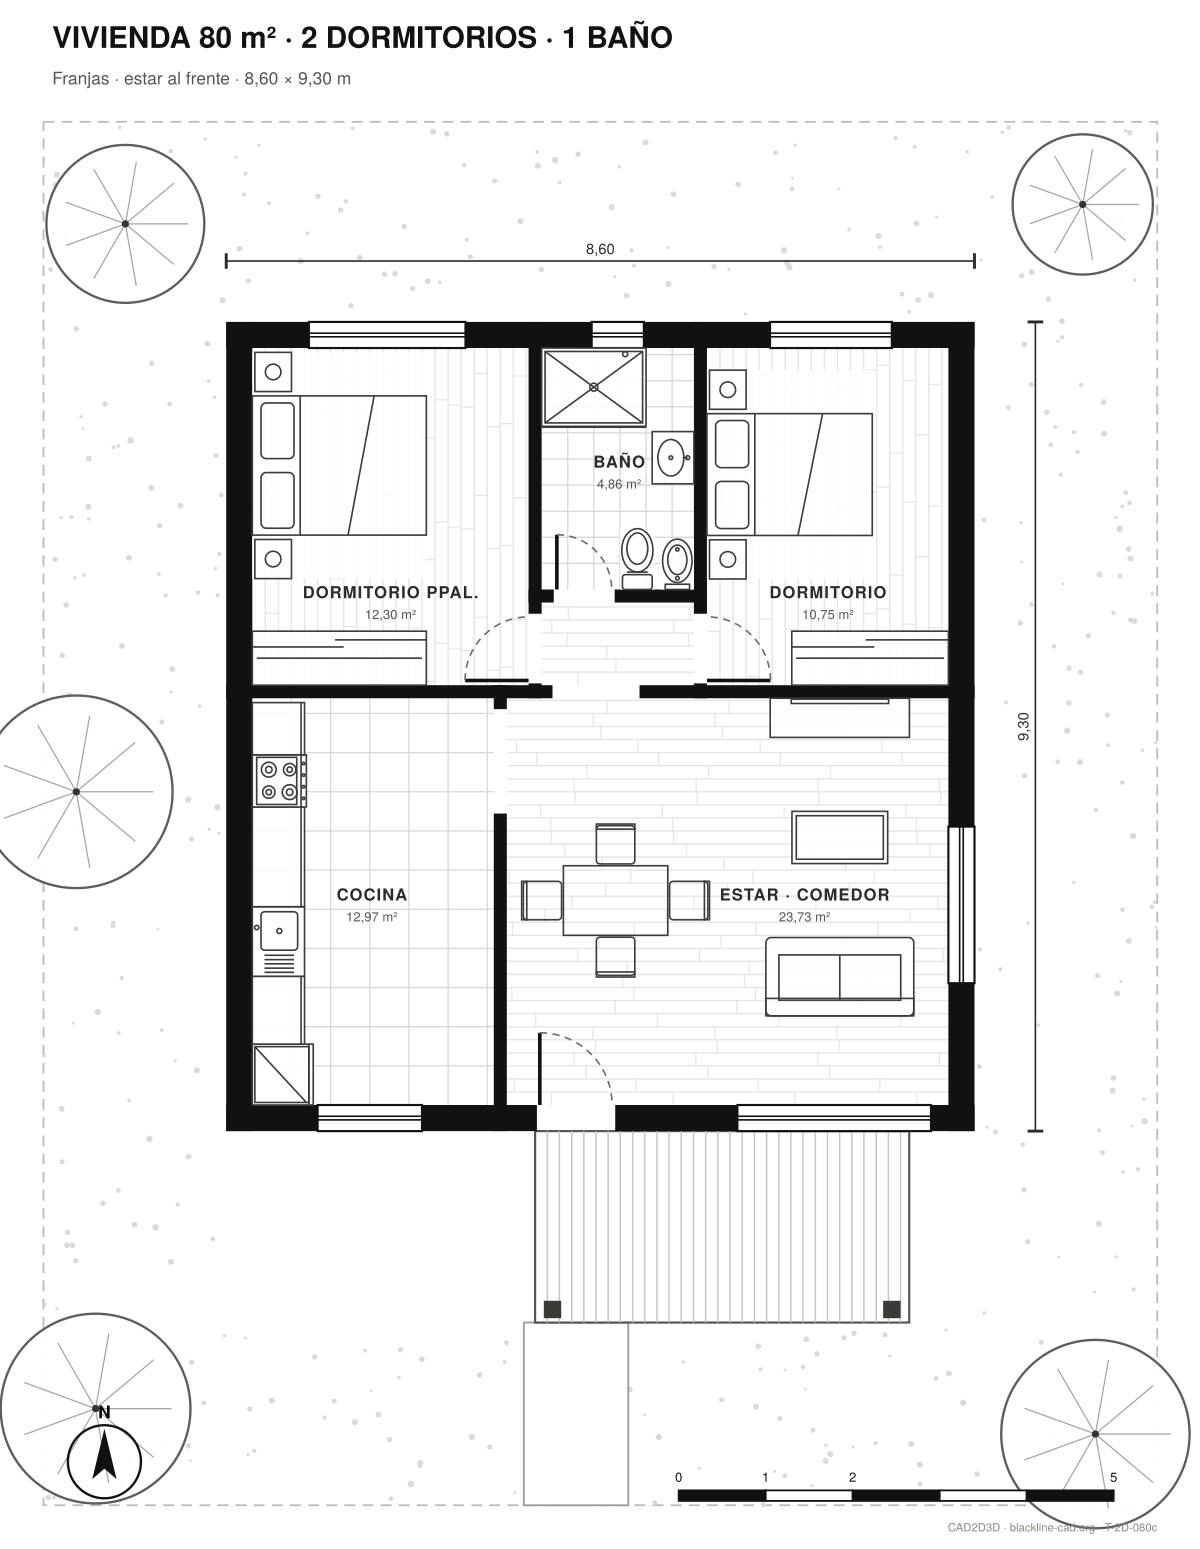 VIVIENDA 80 m² · 2 DORMITORIOS · 1 BAÑO
Franjas · estar al frente · 8,60 × 9,30 m
8,60
BAÑO
4,86 m²
DORMITORIO PPAL.
12,30 m²
DORMITORIO
10,75 m²
9,30
COCINA
12,97 m²
ESTAR · COMEDOR
23,73 m²
N
0 1 2 5
CAD2D3D · blackline-cad.org · T-2D-080c